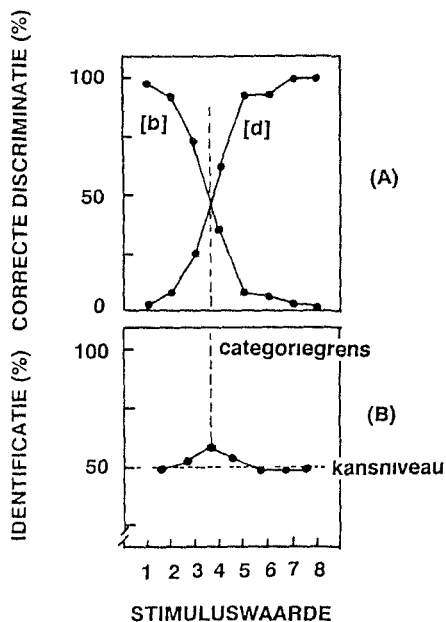 CORRECTE DISCRIMINATIE (%)
100
[b]
[d]
50
0
(A)
IDENTIFICATIE (%)
100
categoriegrens
(B)
50
kansniveau
1 2 3 4 5 6 7 8
STIMULUSWAARDE